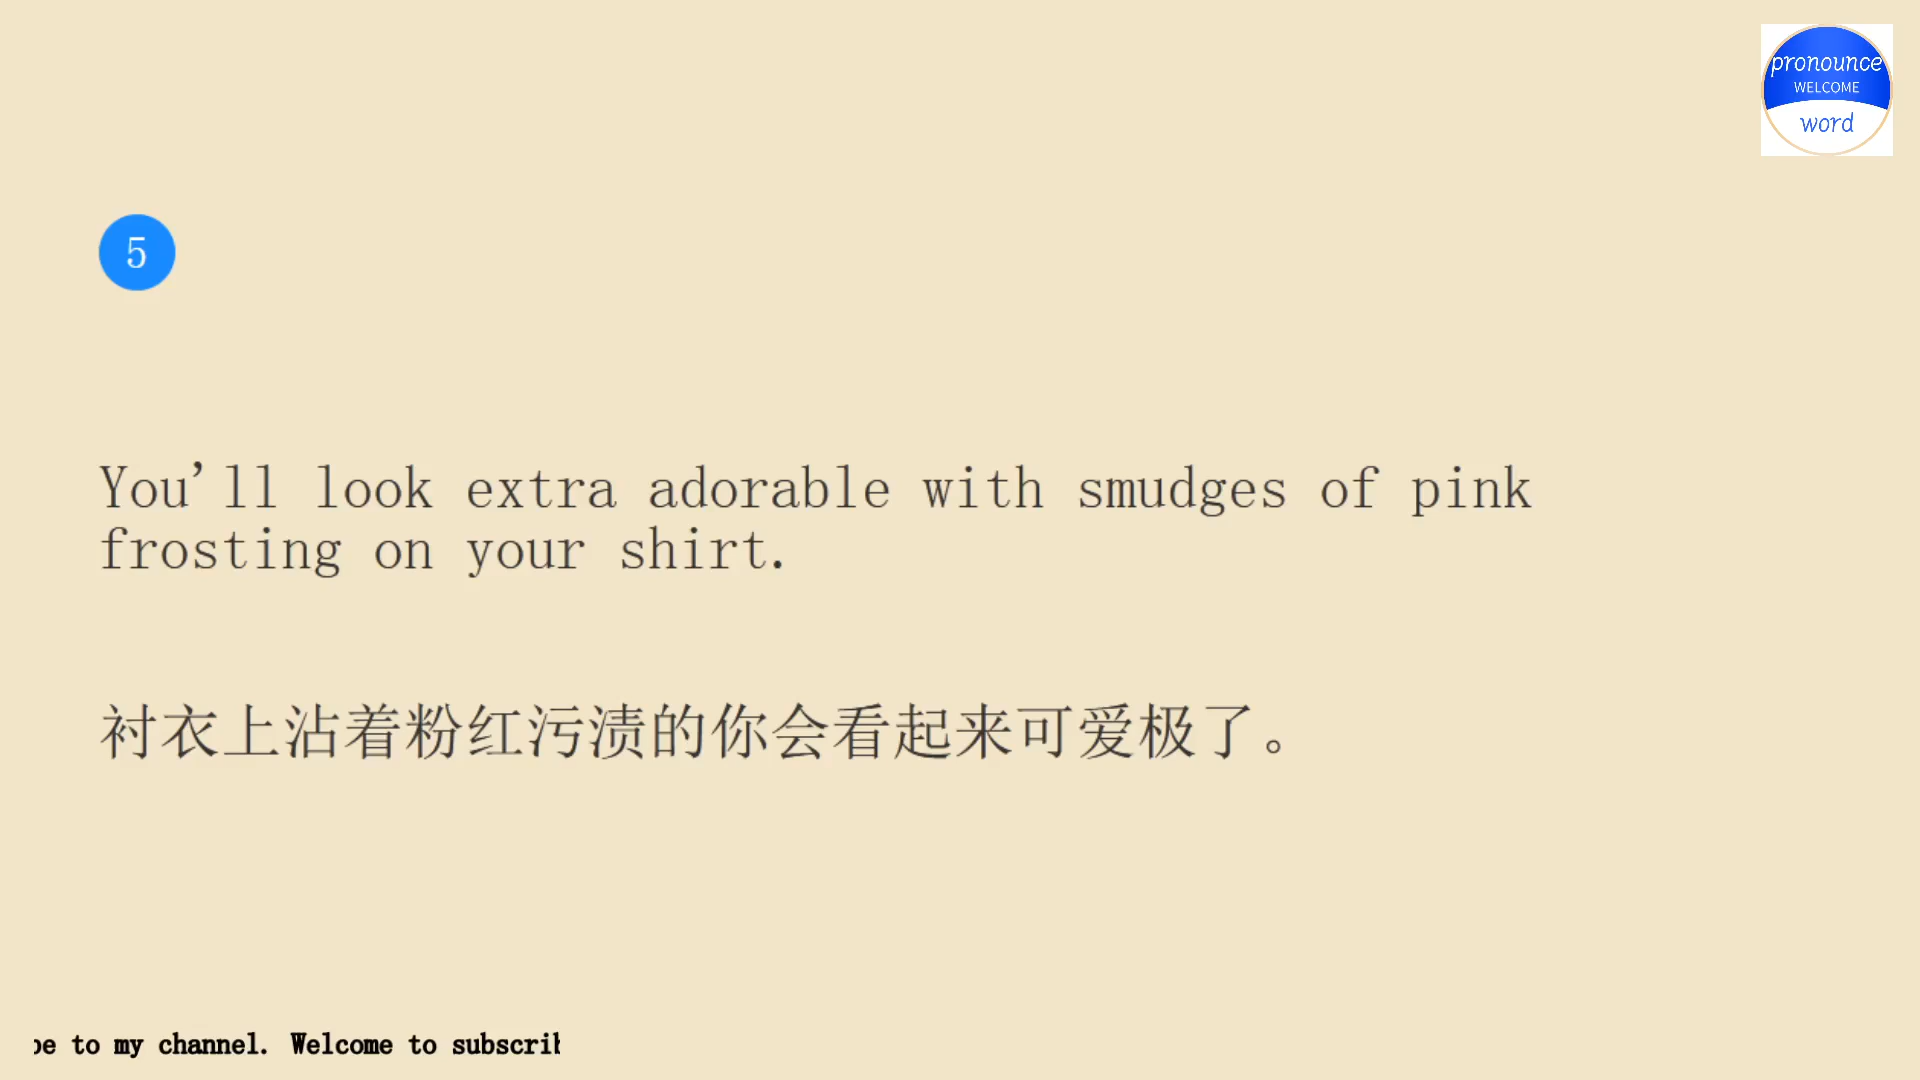 pronounce
WELCOME
word
5
You'll look extra adorable with smudges of pink
frosting on your shirt.
衬衣上沾着粉红污渍的你会看起来可爱极了。
to my channel. Welcome to